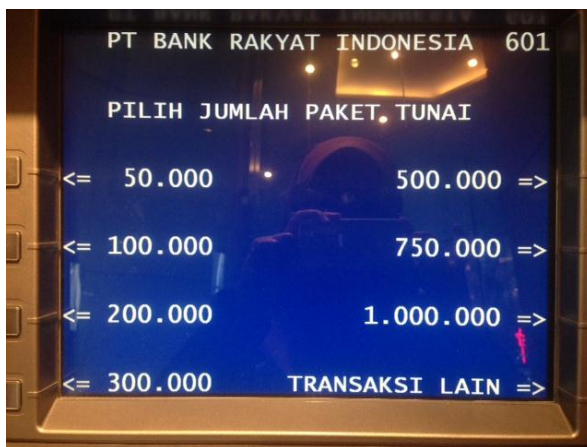 PT BANK RAKYAT INDONESIA 601
PILIH JUMLAH PAKET TUNAI
<= 50.000 500.000 =>
<= 100.000 750.000 =>
<= 200.000 1.000.000 =>
<= 300.000 TRANSAKSI LAIN =>